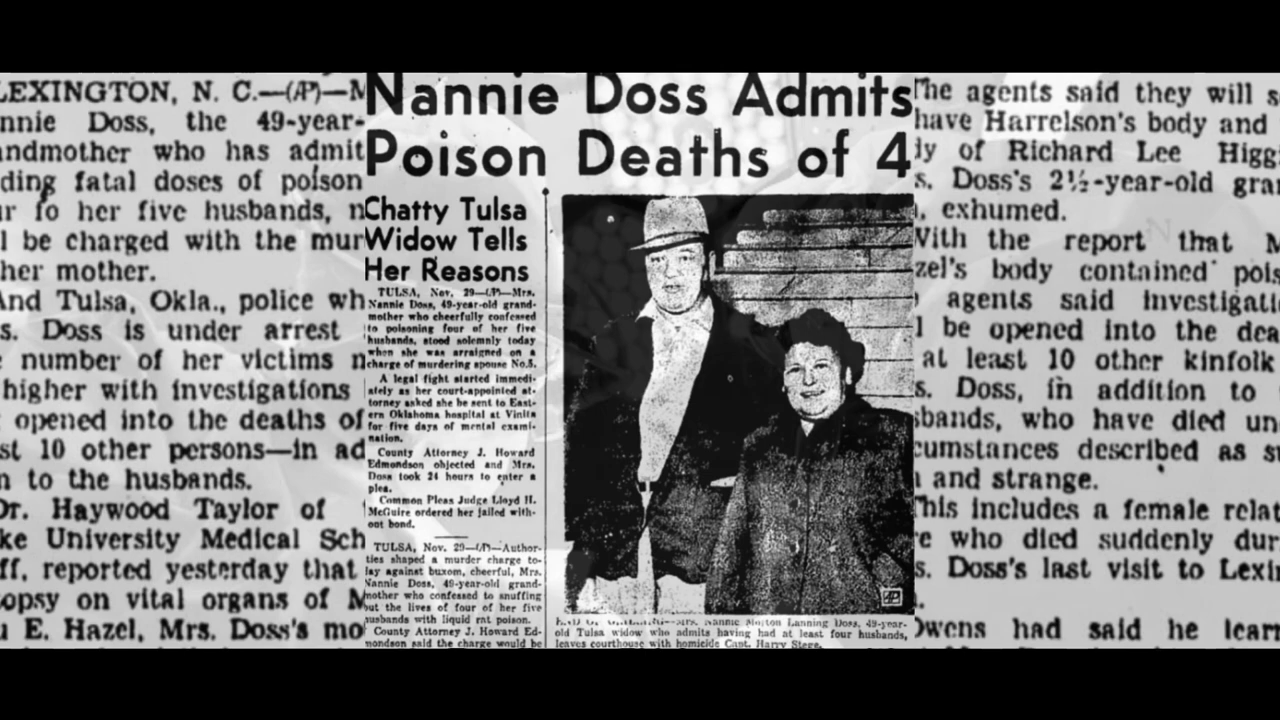 LEXINGTON, N. C.—(AP)—M
nnie Doss, the 49-year-
andmother who has admit
ding fatal doses of poison
ur fo her five husbands, n
l be charged with the mur
her mother.
And Tulsa, Okla., police wh
s. Doss is under arrest
e number of her victims n
higher with investigations
opened into the deaths of
st 10 other persons—in ad
n to the husbands.
Dr. Haywood Taylor of
ke University Medical Sch
ff, reported yesterday that
topsy on vital organs of M
u E. Hazel, Mrs. Doss's mo
Nannie Doss Admits
Poison Deaths of 4
Chatty Tulsa
Widow Tells
Her Reasons
TULSA, Nov. 29—(AP)—Mrs.
Nannie Doss, 49-year-old grand-
mother who cheerfully confessed
to poisoning four of her five
husbands, stood solemnly today
when she was arraigned on a
charge of murdering spouse No.5.
A legal fight started immedi-
ately as her court-appointed at-
torney asked she be sent to East-
ern Oklahoma hospital at Vinita
for five days of mental exami-
nation.
County Attorney J. Howard
Edmondson objected and Mrs.
Doss took 24 hours to enter a
plea.
Common Pleas Judge Lloyd H.
McGuire ordered her jailed with-
out bond.
TULSA, Nov. 29—(AP)—Author-
ities shaped a murder charge to-
day against buxom, cheerful, Mrs.
Nannie Doss, 49-year-old grand-
mother who confessed to snuffing
out the lives of four of her five
husbands with liquid rat poison.
County Attorney J. Howard Ed-
mondson said the charge would be
AP
Mrs. Nannie Morton Lanning Doss, 49-year-
old Tulsa widow who admits having had at least four husbands,
leaves courthouse with homicide Capt. Harry Stege.
The agents said they will s
have Harrelson's body and
dy of Richard Lee Higg
s. Doss's 2½-year-old gran
, exhumed.
With the report that M
zel's body contained pois
agents said investigati
l be opened into the dea
at least 10 other kinfolk
s. Doss, in addition to
sbands, who have died un
cumstances described as su
and strange.
This includes a female relat
e who died suddenly dur
s. Doss's last visit to Lexin
.
Owens had said he learn